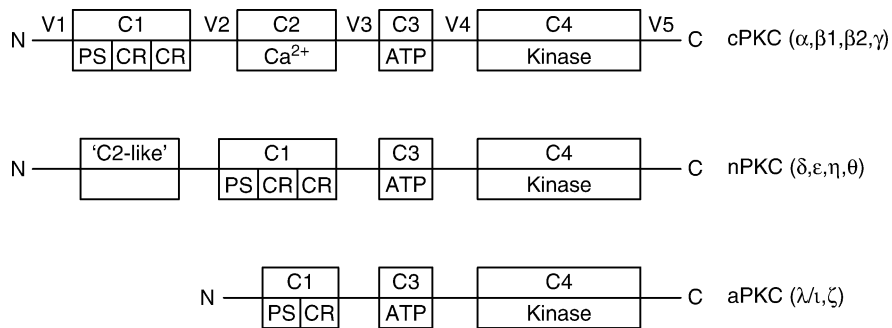 V1 C1 V2 C2 V3 C3 V4 C4 V5
N C cPKC (α,β1,β2,γ)
PS CR CR Ca²⁺ ATP Kinase
'C2-like' C1 C3 C4
N C nPKC (δ,ε,η,θ)
PS CR CR ATP Kinase
C1 C3 C4
N C aPKC (λ/ι,ζ)
PS CR ATP Kinase